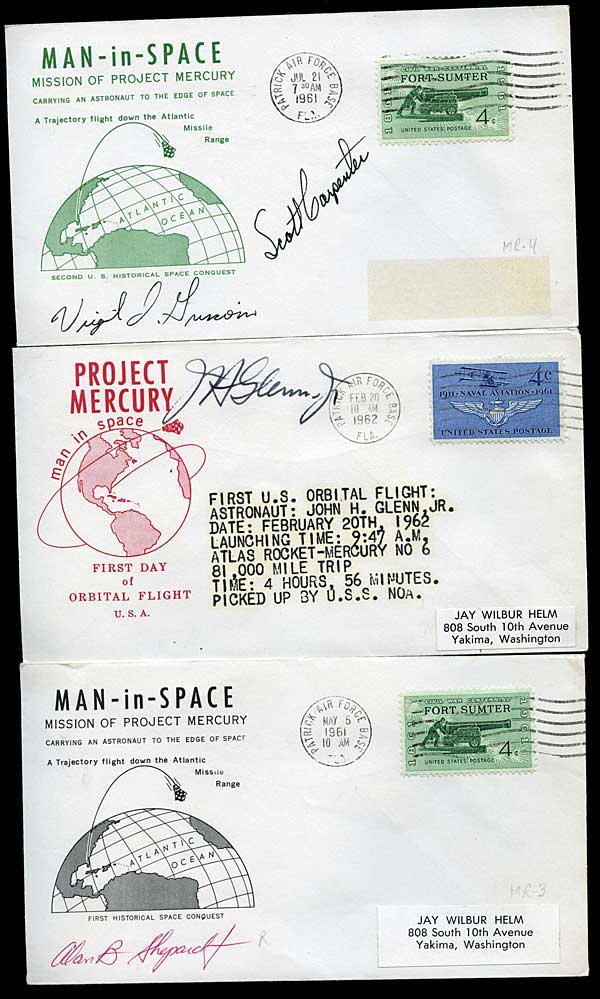 MAN-in-SPACE
MISSION OF PROJECT MERCURY
CARRYING AN ASTRONAUT TO THE EDGE OF SPACE
A Trajectory flight down the Atlantic
Missile
Range
ATLANTIC
OCEAN
SECOND U. S. HISTORICAL SPACE CONQUEST
PATRICK AIR FORCE BASE
JUL 21
7 30 AM
1961
FLA.
CIVIL WAR CENTENNIAL
FORT SUMTER
1861
1961
UNITED STATES POSTAGE
4c
Scott Carpenter
MR-4
Virgil I. Grissom
PROJECT
MERCURY
man in space
FIRST DAY
of
ORBITAL FLIGHT
U. S. A.
JHGlenn Jr
PATRICK AIR FORCE BASE
FEB 20
10 AM
1962
FLA.
4c
1911-NAVAL AVIATION-1961
UNITED STATES POSTAGE
FIRST U.S. ORBITAL FLIGHT:
ASTRONAUT: JOHN H. GLENN,JR.
DATE: FEBRUARY 20TH, 1962
LAUNCHING TIME: 9:47 A.M.
ATLAS ROCKET-MERCURY NO 6
81,000 MILE TRIP
TIME: 4 HOURS, 56 MINUTES.
PICKED UP BY U.S.S. NOA.
JAY WILBUR HELM
808 South 10th Avenue
Yakima, Washington
MAN-in-SPACE
MISSION OF PROJECT MERCURY
CARRYING AN ASTRONAUT TO THE EDGE OF SPACE
A Trajectory flight down the Atlantic
Missile
Range
ATLANTIC
OCEAN
FIRST HISTORICAL SPACE CONQUEST
PATRICK AIR FORCE BASE
MAY 5
1961
10 AM
CIVIL WAR CENTENNIAL
FORT SUMTER
1861
1961
UNITED STATES POSTAGE
4c
MR-3
Alan B Shepard Jr
R
JAY WILBUR HELM
808 South 10th Avenue
Yakima, Washington